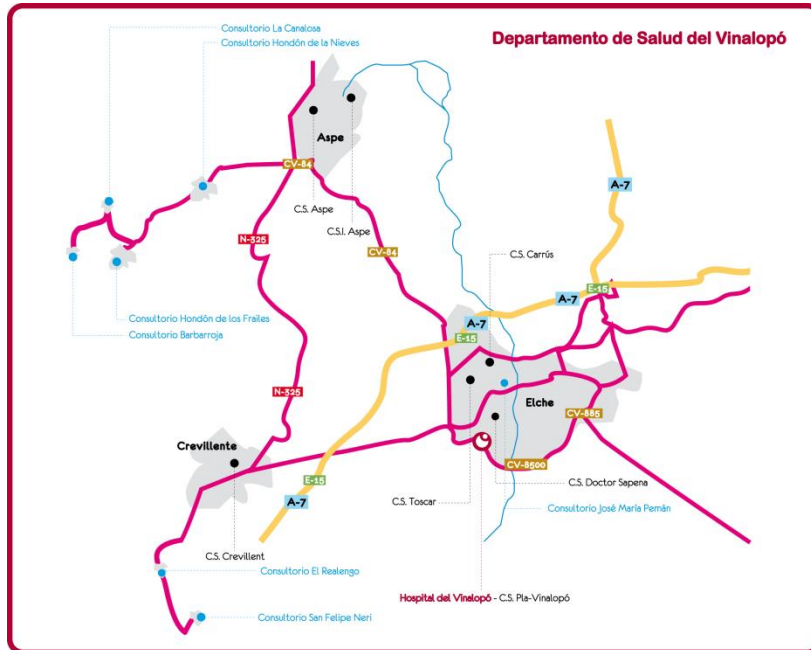 Consultorio La Canalosa
Departamento de Salud del Vinalopó
Consultorio Hondón de la Nieves
Aspe
CV-84
A-7
C.S. Aspe
C.S.I. Aspe
N-325
CV-84
C.S. Carrús
E-15
A-7
Consultorio Hondón de los Frailes
A-7
Consultorio Barbarroja
E-15
N-325
Elche
CV-885
Crevillente
CV-8500
E-15
C.S. Doctor Sapena
A-7
C.S. Toscar
Consultorio José María Pemán
C.S. Crevillent
Consultorio El Realengo
Hospital del Vinalopó - C.S. Pla-Vinalopó
Consultorio San Felipe Neri